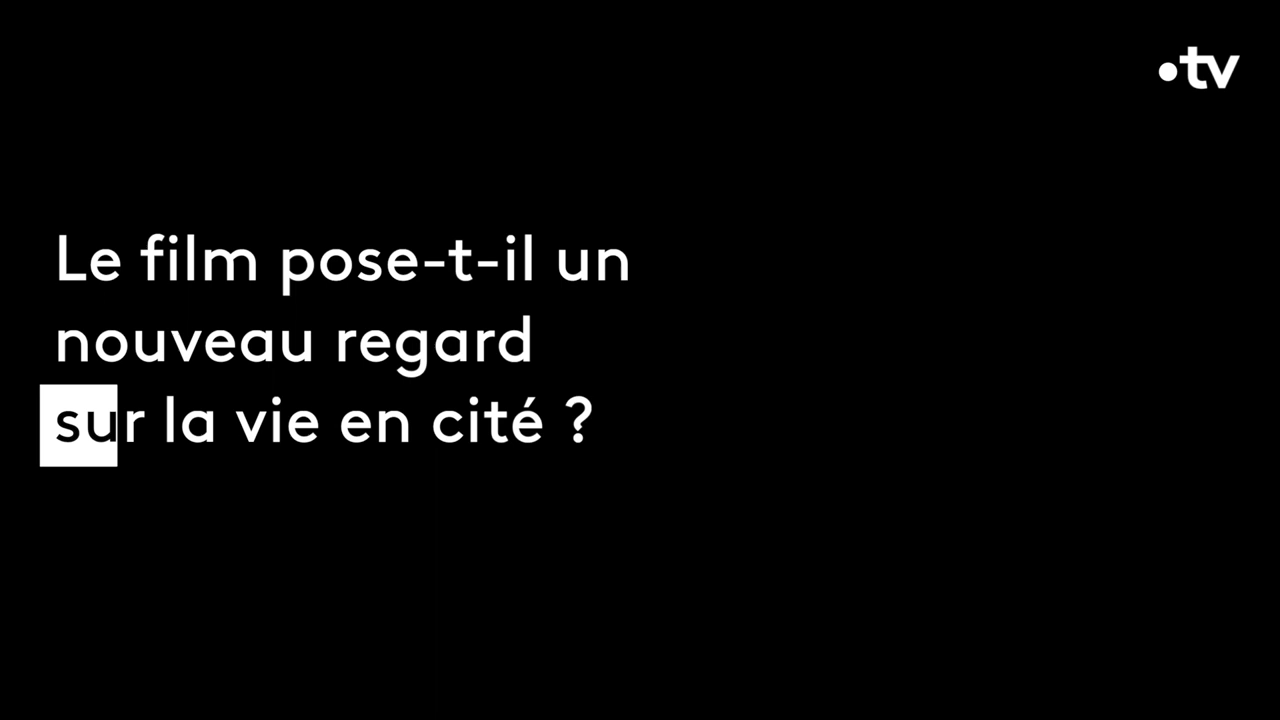 .tv
Le film pose-t-il un
nouveau regard
sur la vie en cité ?